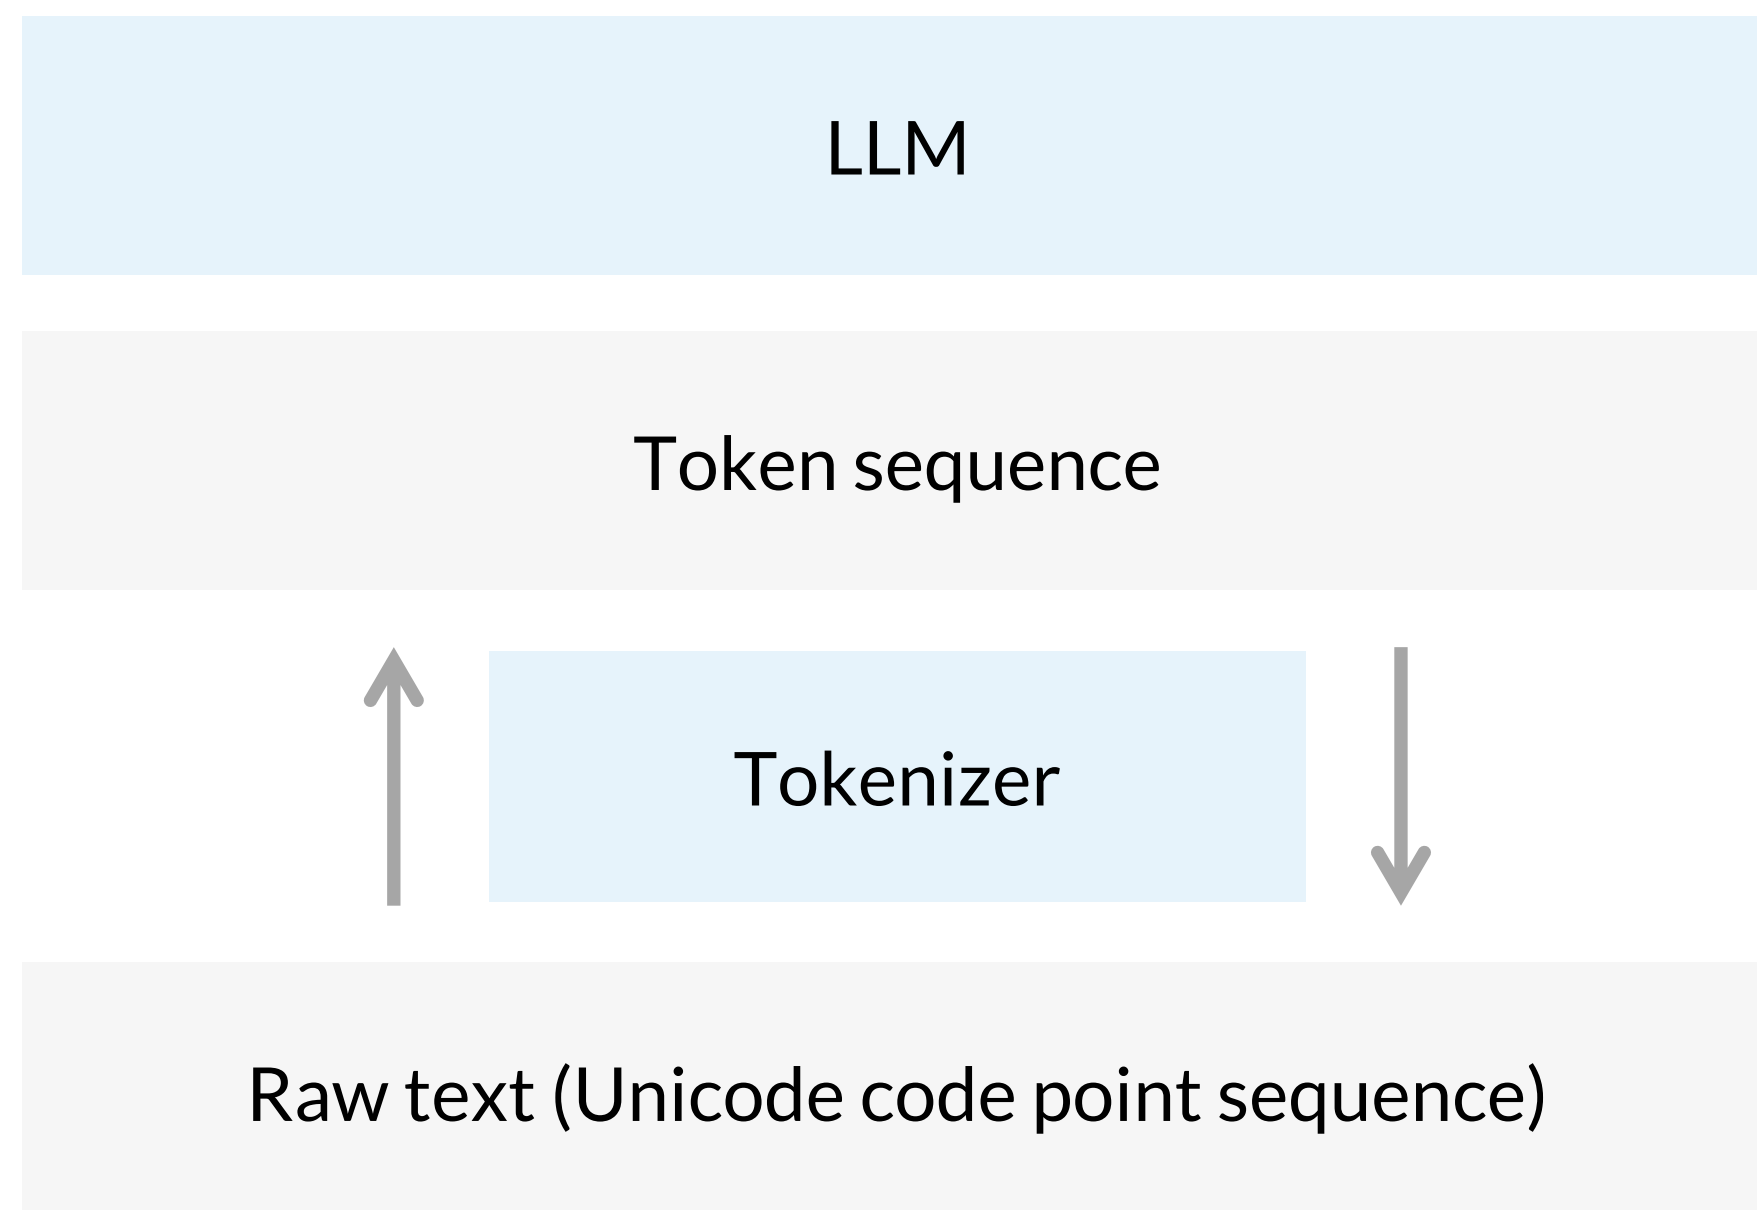 LLM
Token sequence
Tokenizer
Raw text (Unicode code point sequence)